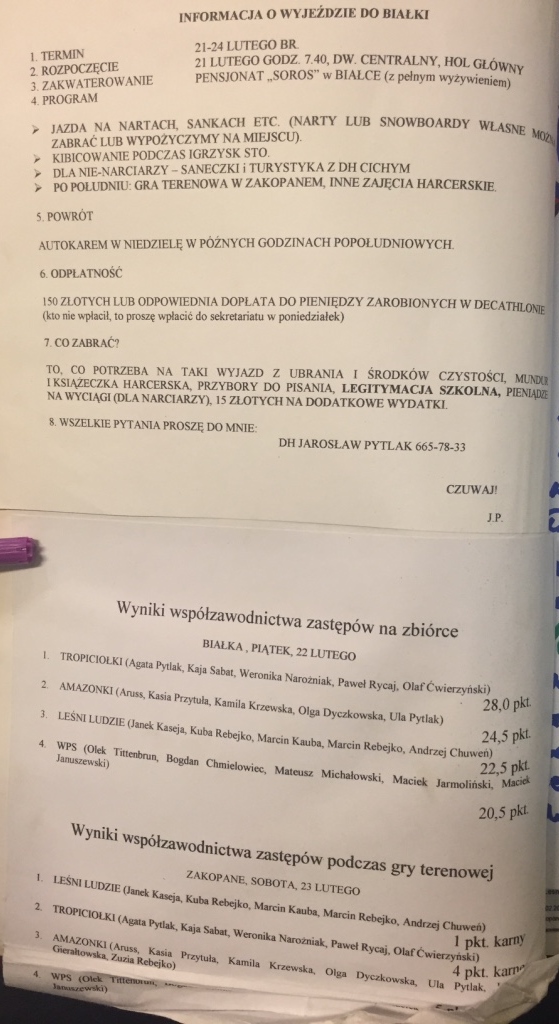 INFORMACJA O WYJEŹDZIE DO BIAŁKI
1. TERMIN 21-24 LUTEGO BR.
2. ROZPOCZĘCIE 21 LUTEGO GODZ. 7.40, DW. CENTRALNY, HOL GŁÓWNY
3. ZAKWATEROWANIE PENSJONAT „SOROS" w BIAŁCE (z pełnym wyżywieniem)
4. PROGRAM
➢ JAZDA NA NARTACH, SANKACH ETC. (NARTY LUB SNOWBOARDY WŁASNE MOŻN
ZABRAĆ LUB WYPOŻYCZYMY NA MIEJSCU).
➢ KIBICOWANIE PODCZAS IGRZYSK STO.
➢ DLA NIE-NARCIARZY – SANECZKI i TURYSTYKA Z DH CICHYM
➢ PO POŁUDNIU: GRA TERENOWA W ZAKOPANEM, INNE ZAJĘCIA HARCERSKIE.
5. POWRÓT
AUTOKAREM W NIEDZIELĘ W PÓŹNYCH GODZINACH POPOŁUDNIOWYCH.
6. ODPŁATNOŚĆ
150 ZŁOTYCH LUB ODPOWIEDNIA DOPŁATA DO PIENIĘDZY ZAROBIONYCH W DECATHLONIE
(kto nie wpłacił, to proszę wpłacić do sekretariatu w poniedziałek)
7. CO ZABRAĆ?
TO, CO POTRZEBA NA TAKI WYJAZD Z UBRANIA I ŚRODKÓW CZYSTOŚCI, MUNDUR
I KSIĄŻECZKA HARCERSKA, PRZYBORY DO PISANIA, LEGITYMACJA SZKOLNA, PIENIĄDZE
NA WYCIĄGI (DLA NARCIARZY), 15 ZŁOTYCH NA DODATKOWE WYDATKI.
8. WSZELKIE PYTANIA PROSZĘ DO MNIE:
DH JAROSŁAW PYTLAK 665-78-33
CZUWAJ!
J.P.
Wyniki współzawodnictwa zastępów na zbiórce
BIAŁKA , PIĄTEK, 22 LUTEGO
1. TROPICIOŁKI (Agata Pytlak, Kaja Sabat, Weronika Narożniak, Paweł Rycaj, Olaf Ćwierzyński)
28,0 pkt.
2. AMAZONKI (Aruss, Kasia Przytuła, Kamila Krzewska, Olga Dyczkowska, Ula Pytlak)
24,5 pkt.
3. LEŚNI LUDZIE (Janek Kaseja, Kuba Rebejko, Marcin Kauba, Marcin Rebejko, Andrzej Chuweń)
22,5 pkt.
4. WPS (Olek Tittenbrun, Bogdan Chmielowiec, Mateusz Michałowski, Maciek Jarmoliński, Maciek
Januszewski)
20,5 pkt.
Wyniki współzawodnictwa zastępów podczas gry terenowej
ZAKOPANE, SOBOTA, 23 LUTEGO
1. LEŚNI LUDZIE (Janek Kaseja, Kuba Rebejko, Marcin Kauba, Marcin Rebejko, Andrzej Chuweń)
1 pkt. karny
2. TROPICIOŁKI (Agata Pytlak, Kaja Sabat, Weronika Narożniak, Paweł Rycaj, Olaf Ćwierzyński)
4 pkt. karne
3. AMAZONKI (Aruss, Kasia Przytuła, Kamila Krzewska, Olga Dyczkowska, Ula Pytlak,
Gierałtowska, Zuzia Rebejko)
4. WPS (Olek Tittenbrun,
Januszewski)